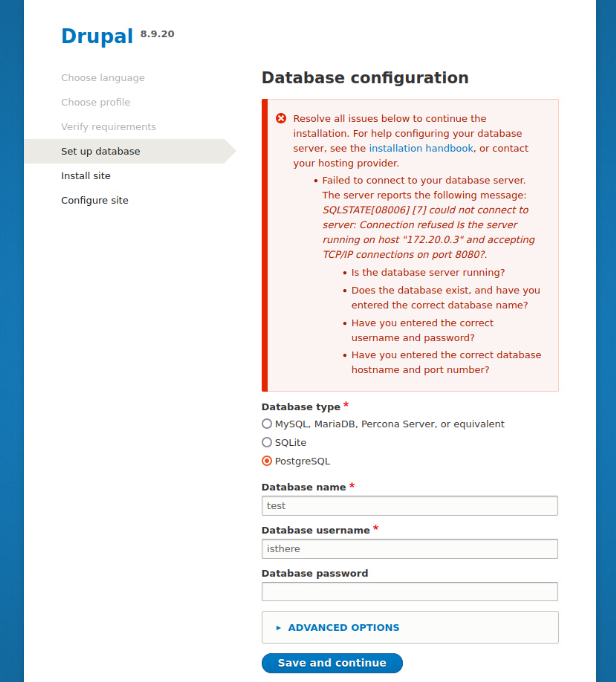 Drupal 8.9.20
Choose language
Choose profile
Verify requirements
Set up database
Install site
Configure site
Database configuration
Resolve all issues below to continue the
installation. For help configuring your database
server, see the installation handbook, or contact
your hosting provider.
• Failed to connect to your database server.
The server reports the following message:
SQLSTATE[08006] [7] could not connect to
server: Connection refused Is the server
running on host "172.20.0.3" and accepting
TCP/IP connections on port 8080?.
• Is the database server running?
• Does the database exist, and have you
entered the correct database name?
• Have you entered the correct
username and password?
• Have you entered the correct database
hostname and port number?
Database type *
MySQL, MariaDB, Percona Server, or equivalent
SQLite
PostgreSQL
Database name *
test
Database username *
isthere
Database password
▸ ADVANCED OPTIONS
Save and continue